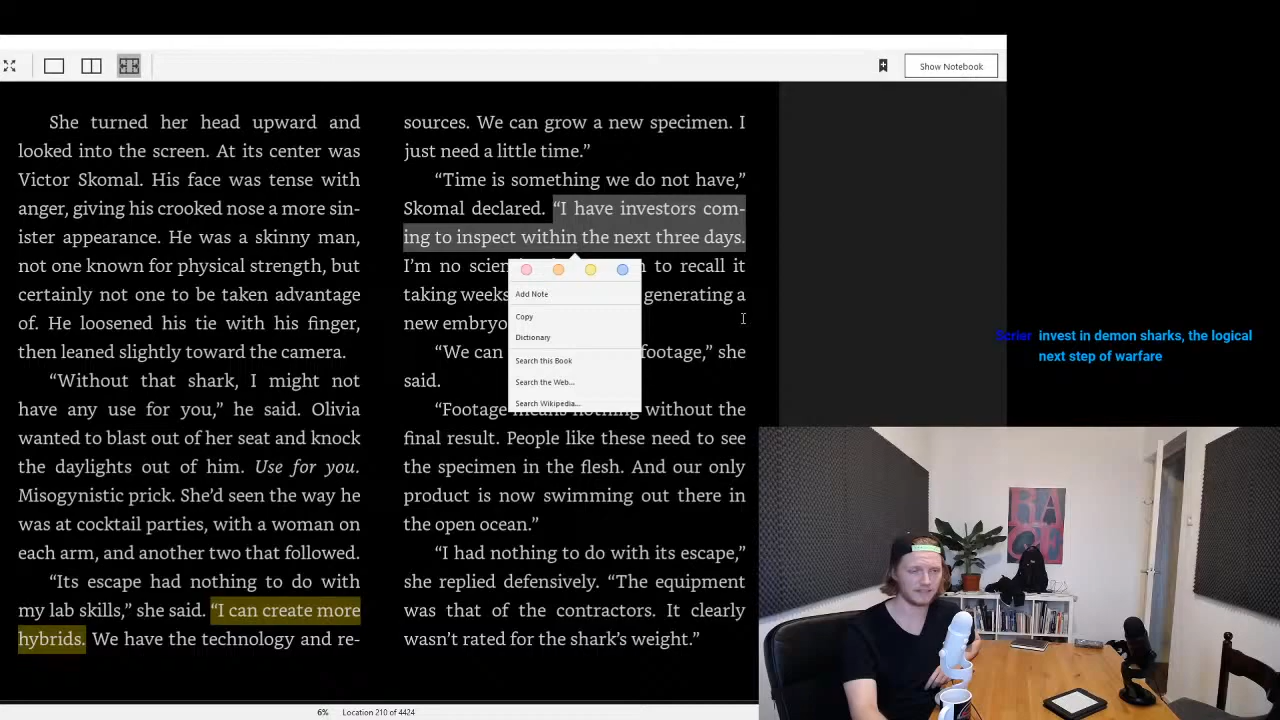 Show Notebook
She turned her head upward and
looked into the screen. At its center was
Victor Skomal. His face was tense with
anger, giving his crooked nose a more sin-
ister appearance. He was a skinny man,
not one known for physical strength, but
certainly not one to be taken advantage
of. He loosened his tie with his finger,
then leaned slightly toward the camera.
“Without that shark, I might not
have any use for you,” he said. Olivia
wanted to blast out of her seat and knock
the daylights out of him. Use for you.
Misogynistic prick. She’d seen the way he
was at cocktail parties, with a woman on
each arm, and another two that followed.
“Its escape had nothing to do with
my lab skills,” she said. “I can create more
hybrids. We have the technology and re-
sources. We can grow a new specimen. I
just need a little time.”
“Time is something we do not have,”
Skomal declared. “I have investors com-
ing to inspect within the next three days.
I’m no scien to recall it
taking weeks generating a
new embryo
“We can footage,” she
said.
“Footage means nothing without the
final result. People like these need to see
the specimen in the flesh. And our only
product is now swimming out there in
the open ocean.”
“I had nothing to do with its escape,”
she replied defensively. “The equipment
was that of the contractors. It clearly
wasn’t rated for the shark’s weight.”
Add Note
Copy
Dictionary
Search this Book
Search the Web...
Search Wikipedia...
Scrier invest in demon sharks, the logical
next step of warfare
RA
GE
6% Location 210 of 4424